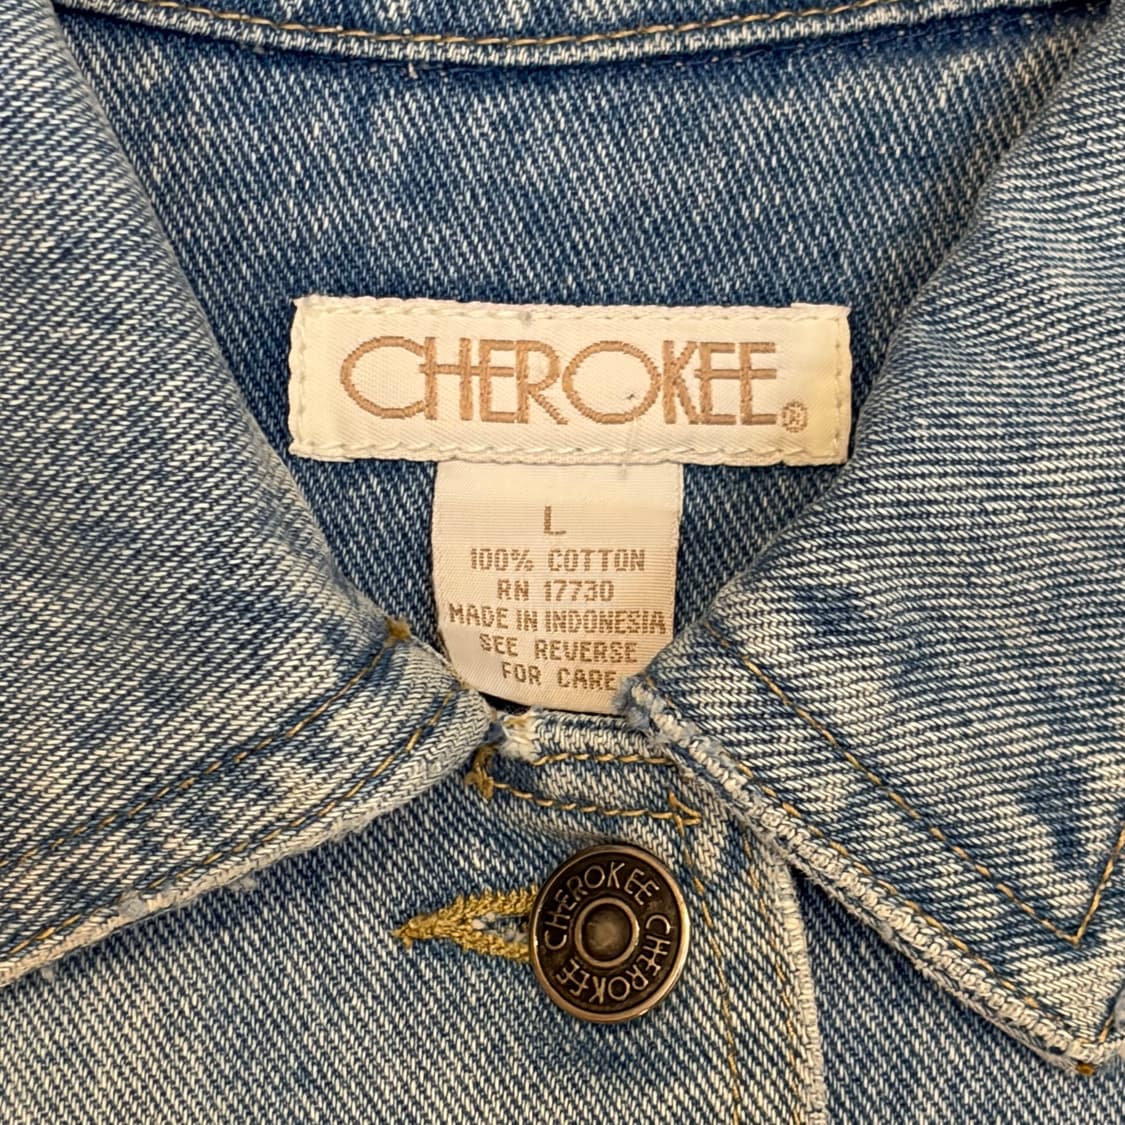 CHEROKEE®
L
100% COTTON
RN 17730
MADE IN INDONESIA
SEE REVERSE
FOR CARE
CHEROKEE CHEROKEE